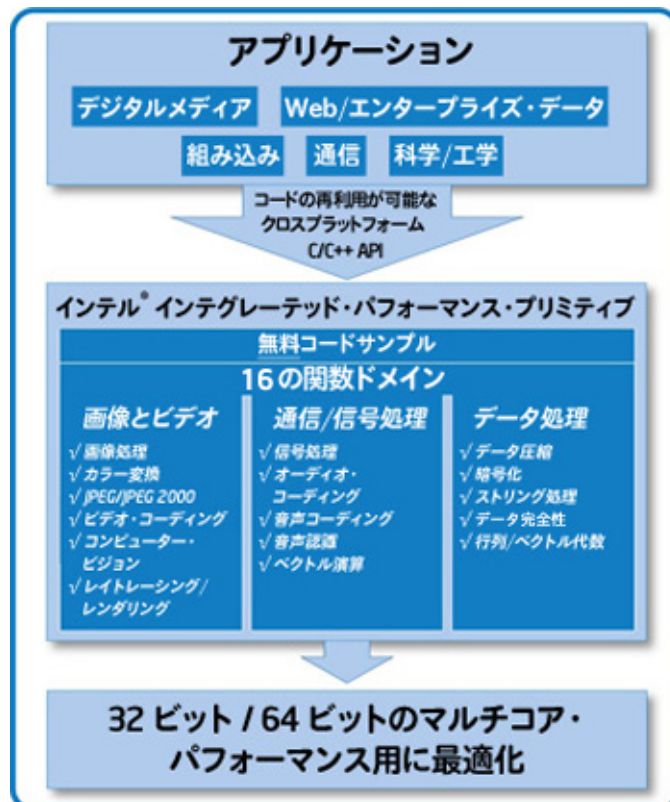 アプリケーション
デジタルメディア Web/エンタープライズ・データ
組み込み 通信 科学/工学
コードの再利用が可能な
クロスプラットフォーム
C/C++ API
インテル® インテグレーテッド・パフォーマンス・プリミティブ
無料コードサンプル
16の関数ドメイン
画像とビデオ
√画像処理
√カラー変換
√JPEG/JPEG 2000
√ビデオ・コーディング
√コンピューター・
ビジョン
√レイトレーシング/
レンダリング
通信/信号処理
√信号処理
√オーディオ・
コーディング
√音声コーディング
√音声認識
√ベクトル演算
データ処理
√データ圧縮
√暗号化
√ストリング処理
√データ完全性
√行列/ベクトル代数
32 ビット / 64 ビットのマルチコア・
パフォーマンス用に最適化